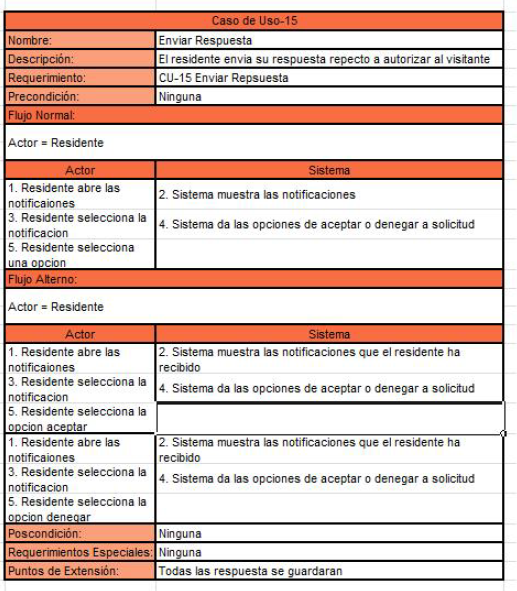 Caso de Uso-15
Nombre: Enviar Respuesta
Descripción: El residente envia su respuesta repecto a autorizar al visitante
Requerimiento: CU-15 Enviar Repsuesta
Precondición: Ninguna
Flujo Normal:
Actor = Residente
Actor Sistema
1. Residente abre las
notificaiones
2. Sistema muestra las notificaciones
3. Residente selecciona la
notificacion
4. Sistema da las opciones de aceptar o denegar a solicitud
5. Residente selecciona
una opcion
Flujo Alterno:
Actor = Residente
Actor Sistema
1. Residente abre las
notificaiones
2. Sistema muestra las notificaciones que el residente ha
recibido
3. Residente selecciona la
notificacion
4. Sistema da las opciones de aceptar o denegar a solicitud
5. Residente selecciona la
opcion aceptar
1. Residente abre las
notificaiones
2. Sistema muestra las notificaciones que el residente ha
recibido
3. Residente selecciona la
notificacion
4. Sistema da las opciones de aceptar o denegar a solicitud
5. Residente selecciona la
opcion denegar
Poscondición: Ninguna
Requerimientos Especiales: Ninguna
Puntos de Extensión: Todas las respuesta se guardaran